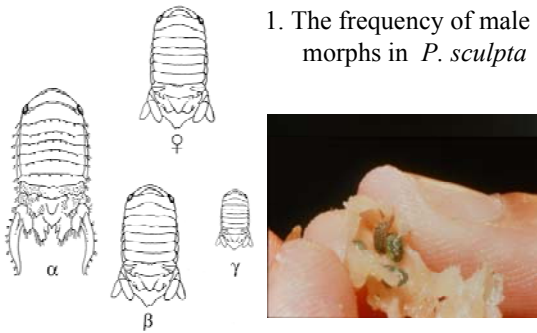 1. The frequency of male
morphs in P. sculpta
♀
α
β
γ